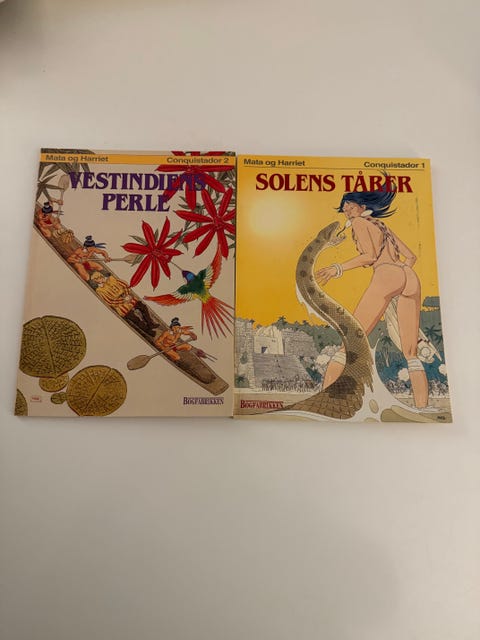 Mata og Harriet Conquistador 2
VESTINDIENS
PERLE
BOGFABRIKKEN
Mata og Harriet Conquistador 1
SOLENS TÅRER
BOGFABRIKKEN